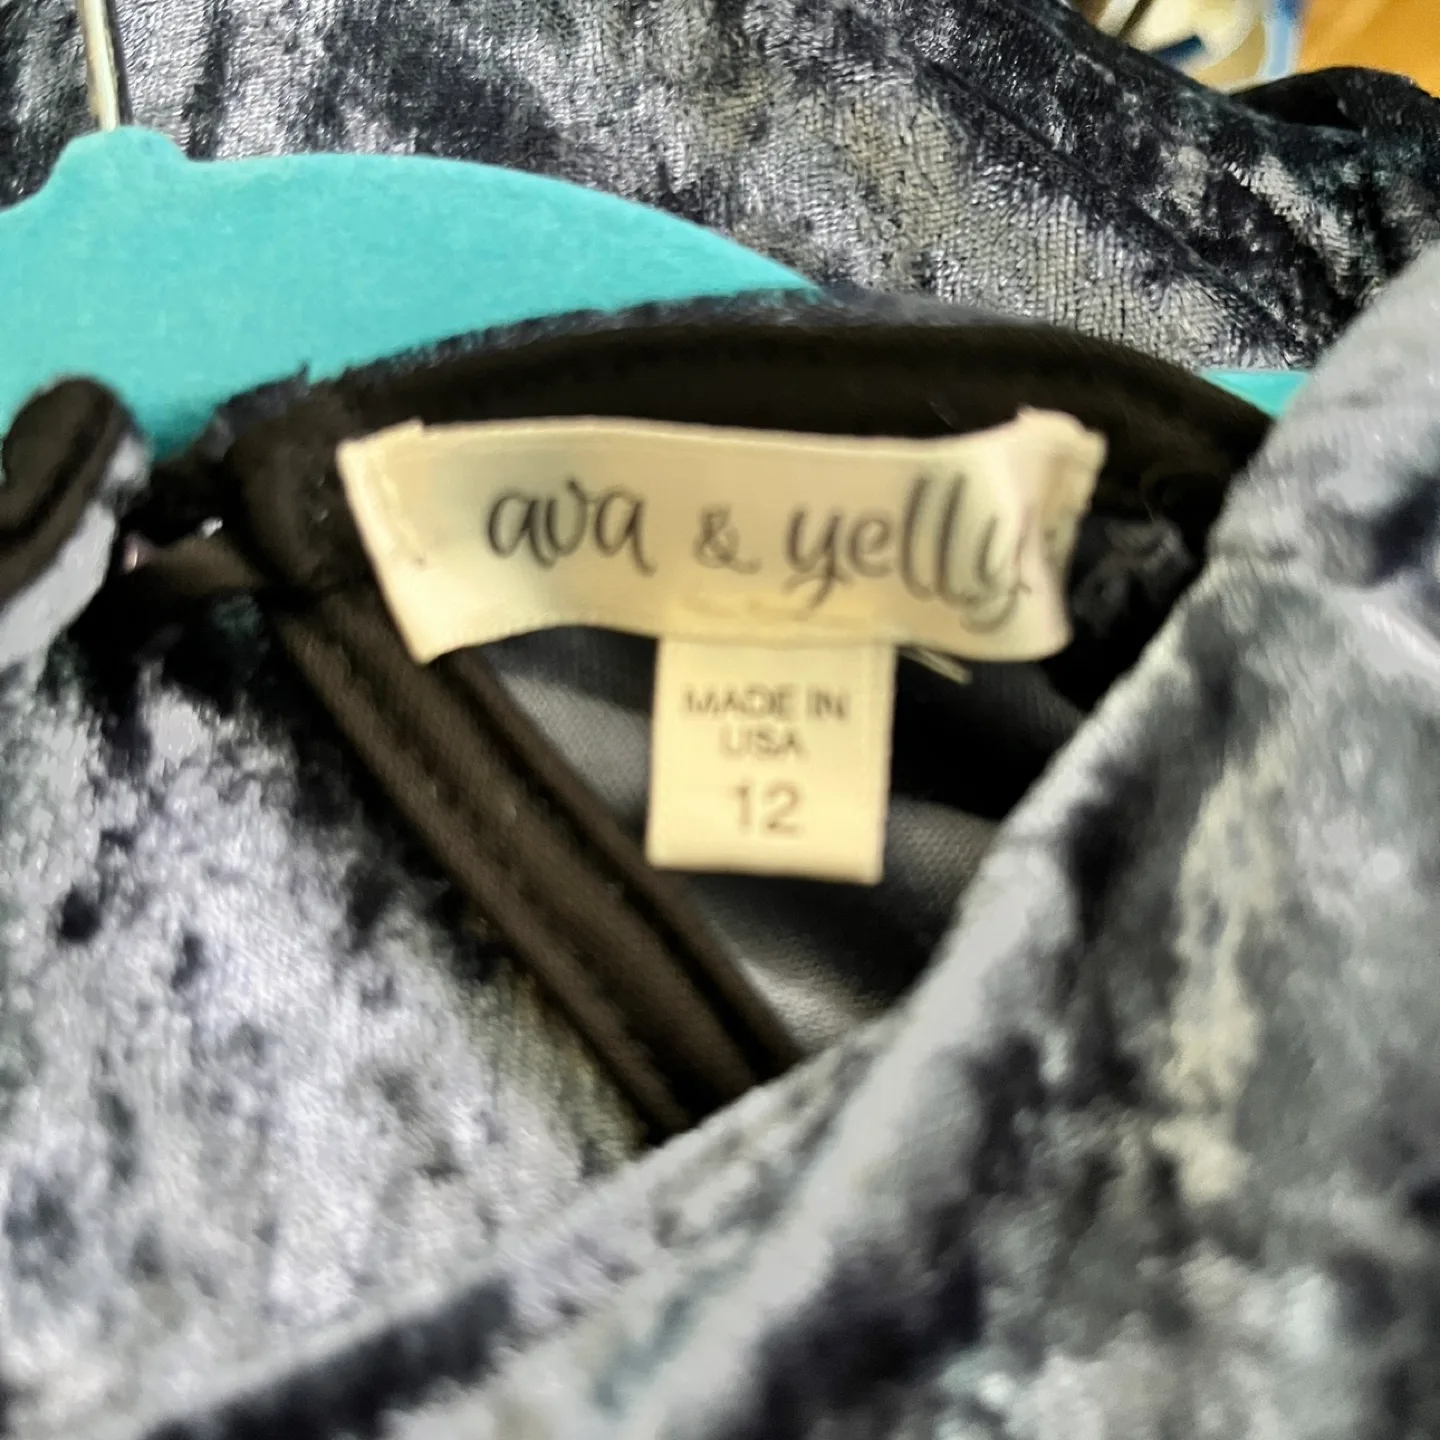 ava & yelly
MADE IN
USA
12